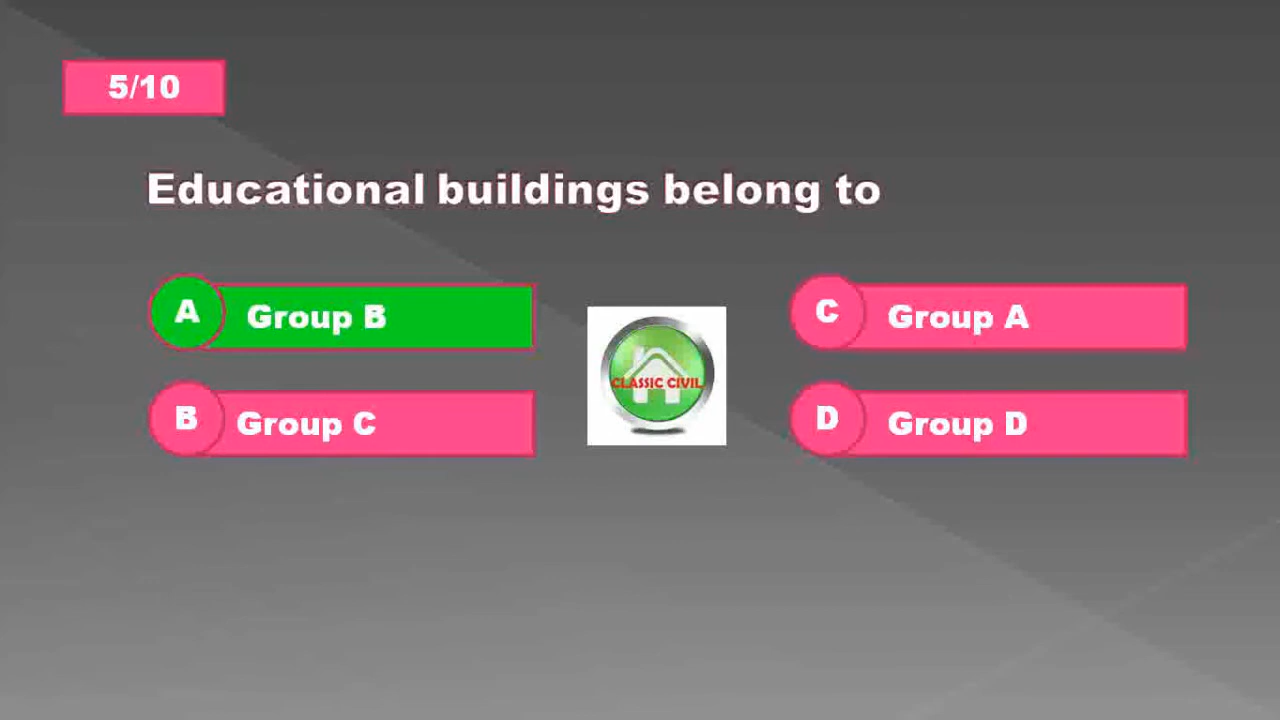 5/10
Educational buildings belong to
A Group B
B Group C
CLASSIC CIVIL
C Group A
D Group D